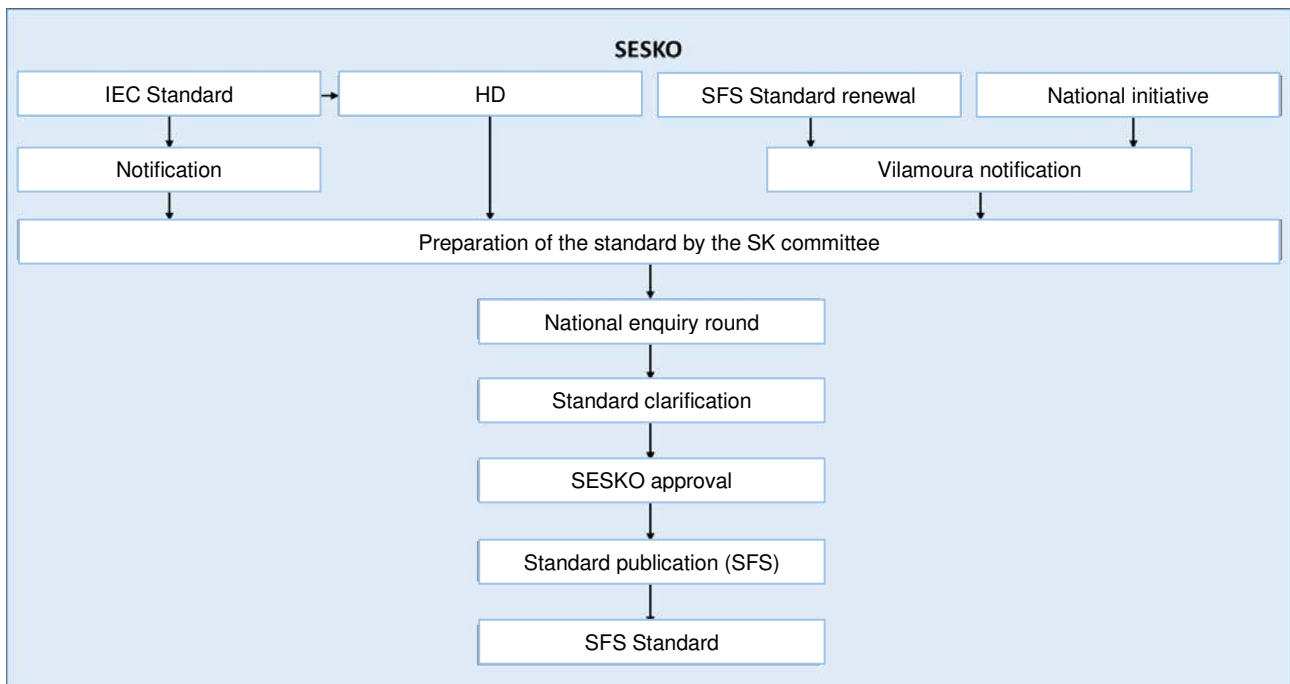 SESKO
IEC Standard
HD
SFS Standard renewal
National initiative
Notification
Vilamoura notification
Preparation of the standard by the SK committee
National enquiry round
Standard clarification
SESKO approval
Standard publication (SFS)
SFS Standard